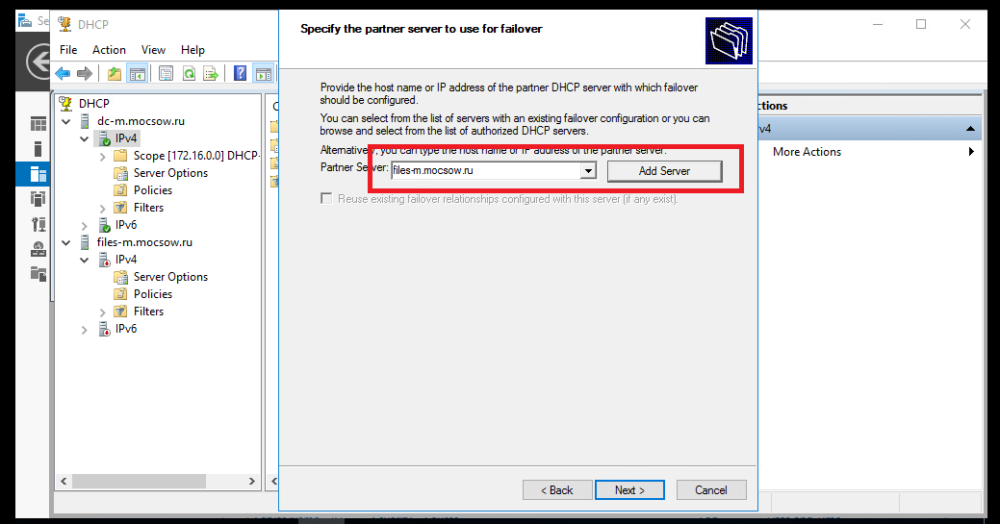 Se
DHCP
File Action View Help
DHCP
dc-m.mocsow.ru
IPv4
Scope [172.16.0.0] DHCP-
Server Options
Policies
Filters
IPv6
files-m.mocsow.ru
IPv4
Server Options
Policies
Filters
IPv6
C
Specify the partner server to use for failover
Provide the host name or IP address of the partner DHCP server with which failover
should be configured.
You can select from the list of servers with an existing failover configuration or you can
browse and select from the list of authorized DHCP servers.
Alternatively, you can type the host name or IP address of the partner server.
Partner Server: files-m.mocsow.ru Add Server
Reuse existing failover relationships configured with this server (if any exist).
< Back Next > Cancel
ctions
v4
More Actions